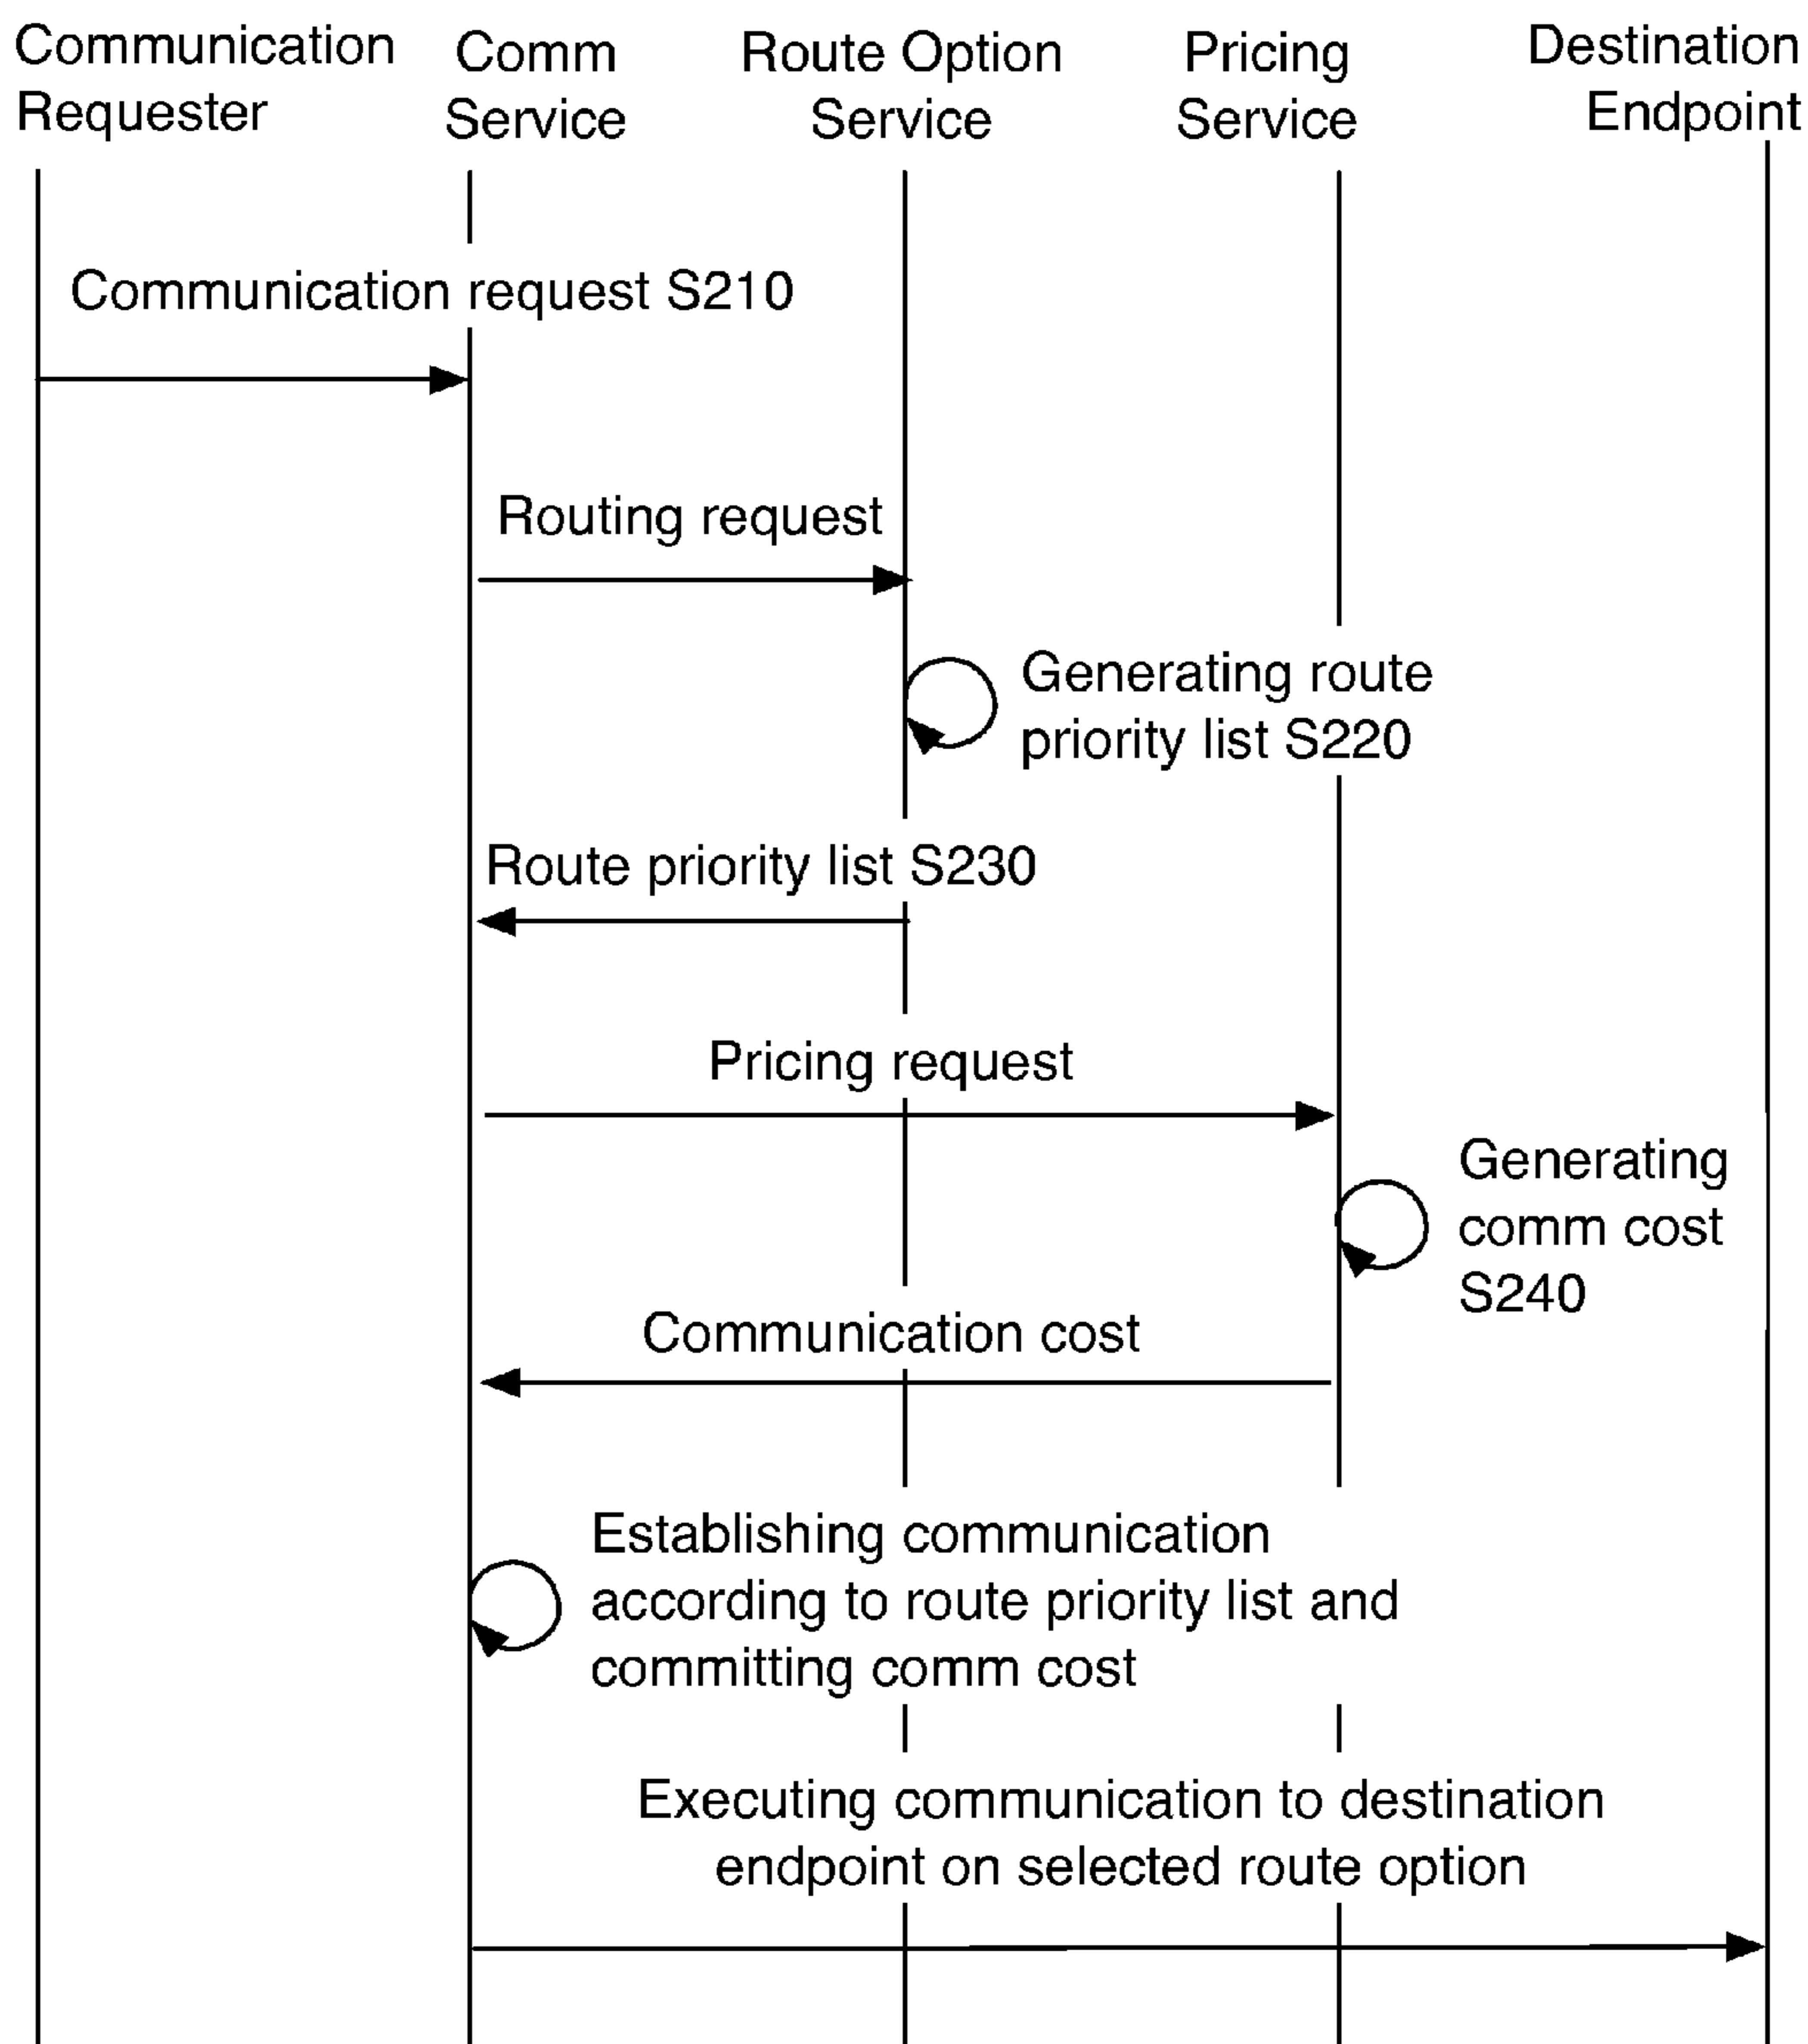 Communication
Requester
Comm
Service
Route Option
Service
Pricing
Service
Destination
Endpoint
Communication request S210
Routing request
Generating route
priority list S220
Route priority list S230
Pricing request
Generating
comm cost
S240
Communication cost
Establishing communication
according to route priority list and
committing comm cost
Executing communication to destination
endpoint on selected route option